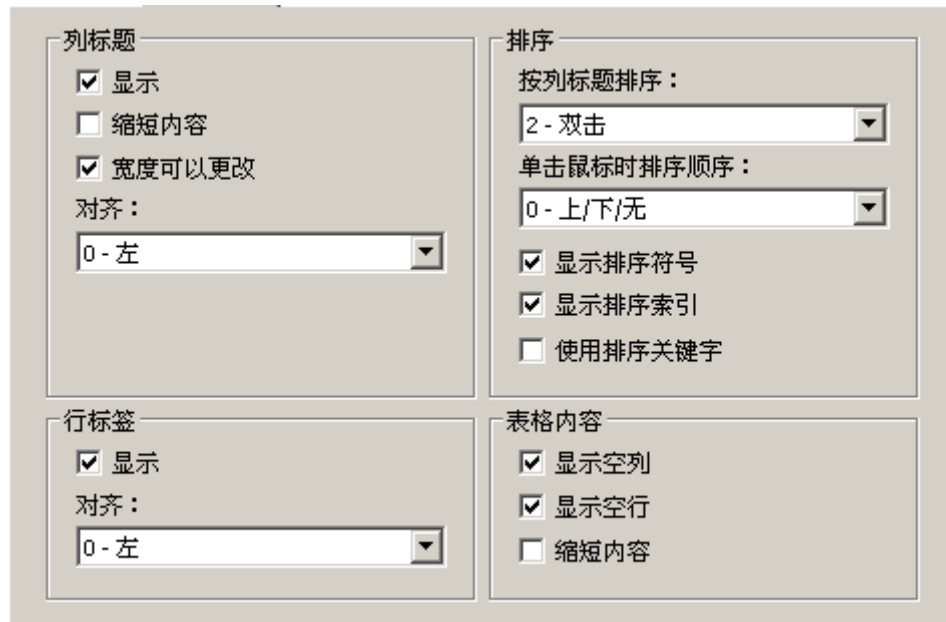 列标题
显示
缩短内容
宽度可以更改
对齐：
0 - 左
排序
按列标题排序：
2 - 双击
单击鼠标时排序顺序：
0 - 上/下/无
显示排序符号
显示排序索引
使用排序关键字
行标签
显示
对齐：
0 - 左
表格内容
显示空列
显示空行
缩短内容